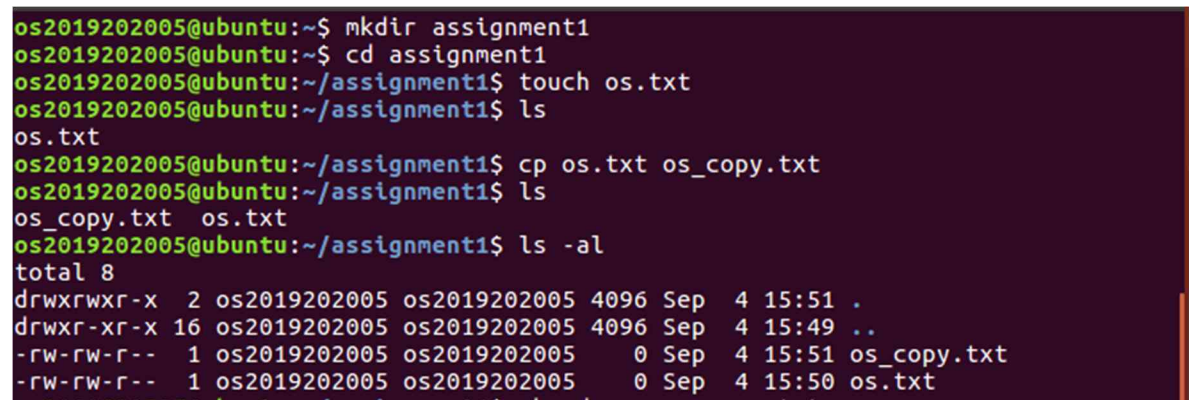 os2019202005@ubuntu:~$ mkdir assignment1
os2019202005@ubuntu:~$ cd assignment1
os2019202005@ubuntu:~/assignment1$ touch os.txt
os2019202005@ubuntu:~/assignment1$ ls
os.txt
os2019202005@ubuntu:~/assignment1$ cp os.txt os_copy.txt
os2019202005@ubuntu:~/assignment1$ ls
os_copy.txt  os.txt
os2019202005@ubuntu:~/assignment1$ ls -al
total 8
drwxrwxr-x  2 os2019202005 os2019202005 4096 Sep  4 15:51 .
drwxr-xr-x 16 os2019202005 os2019202005 4096 Sep  4 15:49 ..
-rw-rw-r--  1 os2019202005 os2019202005    0 Sep  4 15:51 os_copy.txt
-rw-rw-r--  1 os2019202005 os2019202005    0 Sep  4 15:50 os.txt